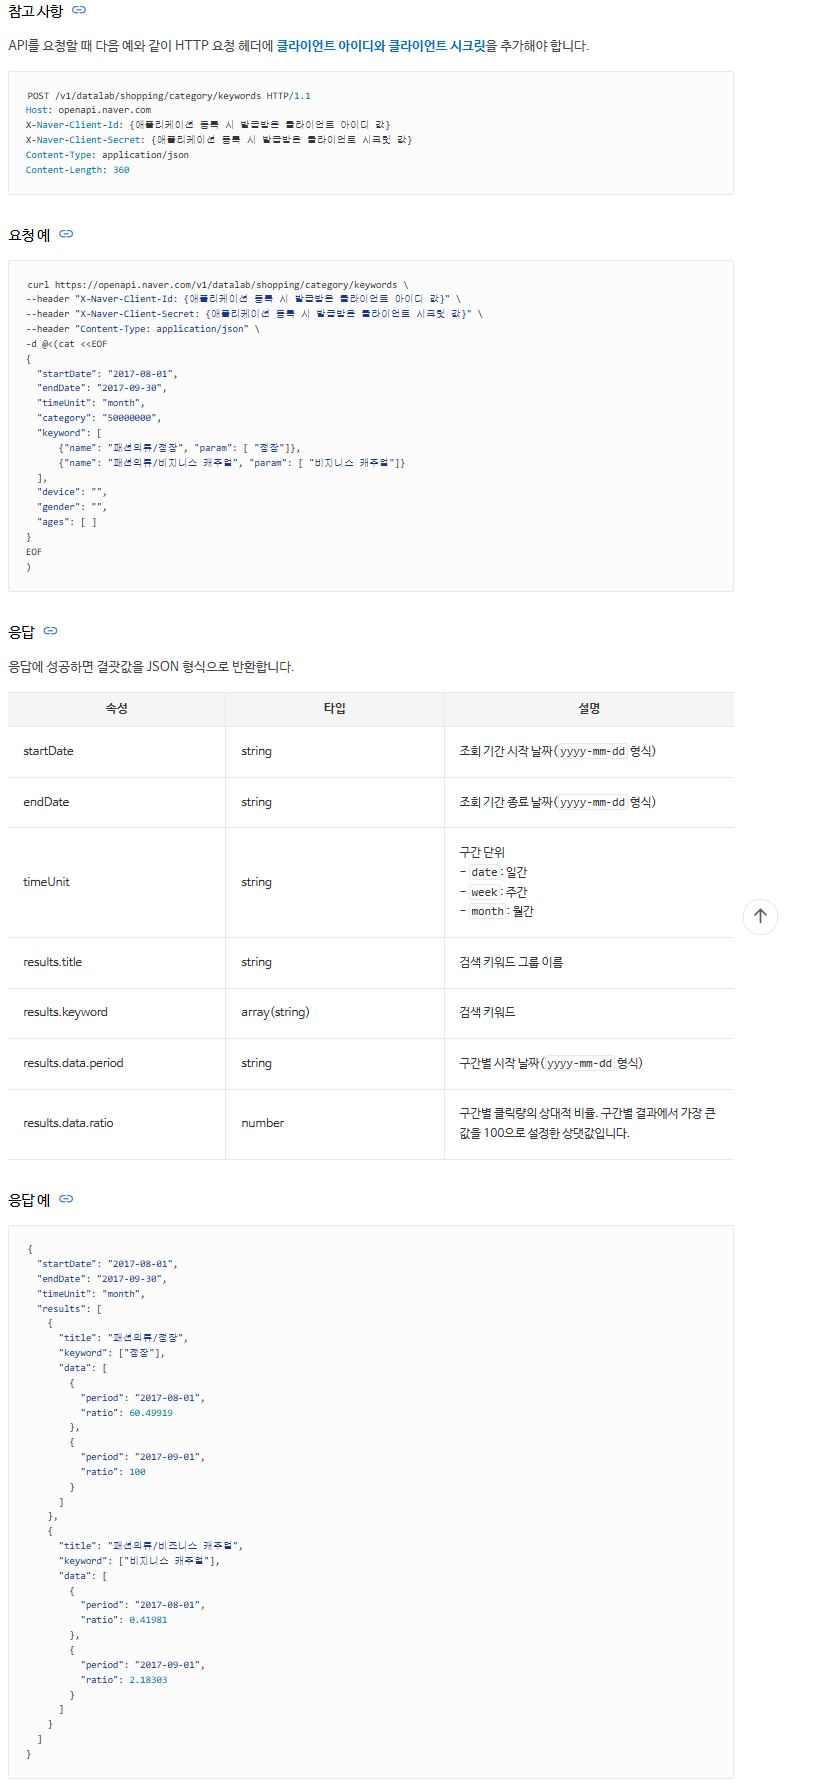 참고 사항
API를 요청할 때 다음 예와 같이 HTTP 요청 헤더에 클라이언트 아이디와 클라이언트 시크릿을 추가해야 합니다.
POST /v1/datalab/shopping/category/keywords HTTP/1.1
Host: openapi.naver.com
X-Naver-Client-Id: {애플리케이션 등록 시 발급받은 클라이언트 아이디 값}
X-Naver-Client-Secret: {애플리케이션 등록 시 발급받은 클라이언트 시크릿 값}
Content-Type: application/json
Content-Length: 360
요청 예
curl https://openapi.naver.com/v1/datalab/shopping/category/keywords \
--header "X-Naver-Client-Id: {애플리케이션 등록 시 발급받은 클라이언트 아이디 값}" \
--header "X-Naver-Client-Secret: {애플리케이션 등록 시 발급받은 클라이언트 시크릿 값}" \
--header "Content-Type: application/json" \
-d @<(cat <<EOF
{
"startDate": "2017-08-01",
"endDate": "2017-09-30",
"timeUnit": "month",
"category": "50000000",
"keyword": [
{"name": "패션의류/정장", "param": [ "정장"]},
{"name": "패션의류/비지니스 캐주얼", "param": [ "비지니스 캐주얼"]}
],
"device": "",
"gender": "",
"ages": [ ]
}
EOF
)
응답
응답에 성공하면 결괏값을 JSON 형식으로 반환합니다.
속성 타입 설명
startDate string 조회 기간 시작 날짜(yyyy-mm-dd 형식)
endDate string 조회 기간 종료 날짜(yyyy-mm-dd 형식)
timeUnit string 구간 단위
- date: 일간
- week: 주간
- month: 월간
results.title string 검색 키워드 그룹 이름
results.keyword array(string) 검색 키워드
results.data.period string 구간별 시작 날짜(yyyy-mm-dd 형식)
results.data.ratio number 구간별 클릭량의 상대적 비율. 구간별 결과에서 가장 큰
값을 100으로 설정한 상댓값입니다.
응답 예
{
"startDate": "2017-08-01",
"endDate": "2017-09-30",
"timeUnit": "month",
"results": [
{
"title": "패션의류/정장",
"keyword": ["정장"],
"data": [
{
"period": "2017-08-01",
"ratio": 60.49919
},
{
"period": "2017-09-01",
"ratio": 100
}
]
},
{
"title": "패션의류/비즈니스 캐주얼",
"keyword": ["비지니스 캐주얼"],
"data": [
{
"period": "2017-08-01",
"ratio": 0.41981
},
{
"period": "2017-09-01",
"ratio": 2.18303
}
]
}
]
}